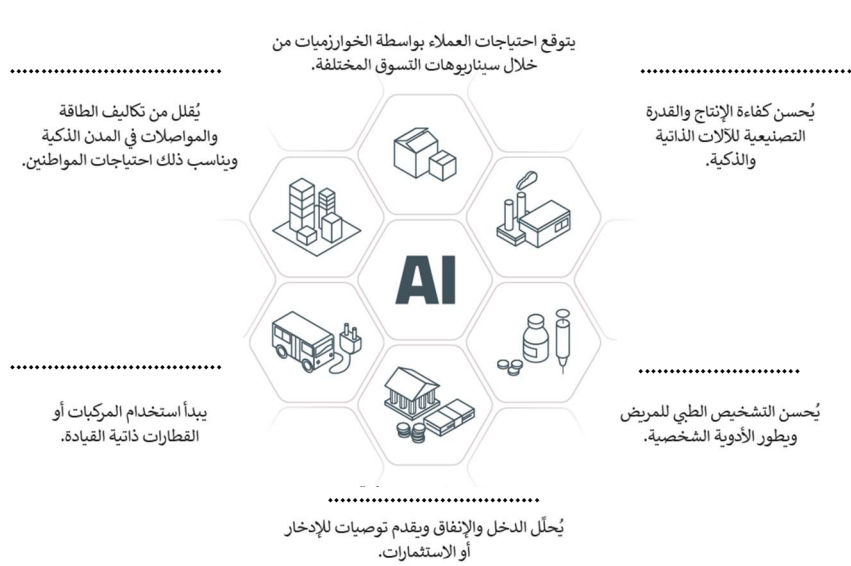 يتوقع احتياجات العملاء بواسطة الخوارزميات من
خلال سيناريوهات التسوق المختلفة.
يُحسن كفاءة الإنتاج والقدرة
التصنيعية للآلات الذاتية
والذكية.
يُقلل من تكاليف الطاقة
والمواصلات في المدن الذكية
ويناسب ذلك احتياجات المواطنين.
AI
يُحسن التشخيص الطبي للمريض
ويطور الأدوية الشخصية.
يبدأ استخدام المركبات أو
القطارات ذاتية القيادة.
يُحلّل الدخل والإنفاق ويقدم توصيات للإدخار
أو الاستثمارات.